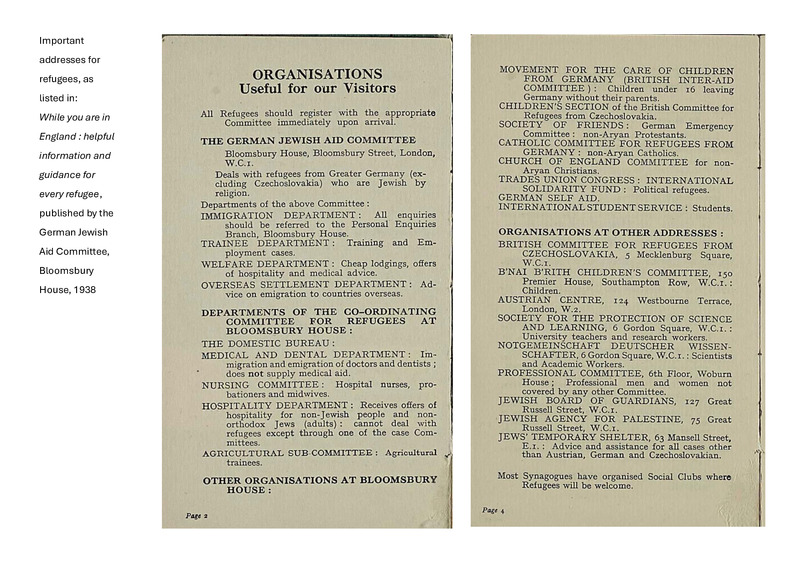 Important
addresses for
refugees, as
listed in:
While you are in
England : helpful
information and
guidance for
every refugee,
published by the
German Jewish
Aid Committee,
Bloomsbury
House, 1938
ORGANISATIONS
Useful for our Visitors
All Refugees should register with the appropriate
Committee immediately upon arrival.
THE GERMAN JEWISH AID COMMITTEE
Bloomsbury House, Bloomsbury Street, London,
W.C.1.
Deals with refugees from Greater Germany (ex-
cluding Czechoslovakia) who are Jewish by
religion.
Departments of the above Committee :
IMMIGRATION DEPARTMENT : All enquiries
should be referred to the Personal Enquiries
Branch, Bloomsbury House.
TRAINEE DEPARTMENT : Training and Em-
ployment cases.
WELFARE DEPARTMENT : Cheap lodgings, offers
of hospitality and medical advice.
OVERSEAS SETTLEMENT DEPARTMENT : Ad-
vice on emigration to countries overseas.
DEPARTMENTS OF THE CO-ORDINATING
COMMITTEE FOR REFUGEES AT
BLOOMSBURY HOUSE :
THE DOMESTIC BUREAU :
MEDICAL AND DENTAL DEPARTMENT : Im-
migration and emigration of doctors and dentists ;
does not supply medical aid.
NURSING COMMITTEE : Hospital nurses, pro-
bationers and midwives.
HOSPITALITY DEPARTMENT : Receives offers of
hospitality for non-Jewish people and non-
orthodox Jews (adults) : cannot deal with
refugees except through one of the case Com-
mittees.
AGRICULTURAL SUB-COMMITTEE : Agricultural
trainees.
OTHER ORGANISATIONS AT BLOOMSBURY
HOUSE :
Page 2
MOVEMENT FOR THE CARE OF CHILDREN
FROM GERMANY (BRITISH INTER-AID
COMMITTEE) : Children under 16 leaving
Germany without their parents.
CHILDREN'S SECTION of the British Committee for
Refugees from Czechoslovakia.
SOCIETY OF FRIENDS : German Emergency
Committee : non-Aryan Protestants.
CATHOLIC COMMITTEE FOR REFUGEES FROM
GERMANY : non-Aryan Catholics.
CHURCH OF ENGLAND COMMITTEE for non-
Aryan Christians.
TRADES UNION CONGRESS : INTERNATIONAL
SOLIDARITY FUND : Political refugees.
GERMAN SELF AID.
INTERNATIONAL STUDENT SERVICE : Students.
ORGANISATIONS AT OTHER ADDRESSES :
BRITISH COMMITTEE FOR REFUGEES FROM
CZECHOSLOVAKIA, 5 Mecklenburg Square,
W.C.1.
B'NAI B'RITH CHILDREN'S COMMITTEE, 150
Premier House, Southampton Row, W.C.1. :
Children.
AUSTRIAN CENTRE, 124 Westbourne Terrace,
London, W.2.
SOCIETY FOR THE PROTECTION OF SCIENCE
AND LEARNING, 6 Gordon Square, W.C.1. :
University teachers and research workers.
NOTGEMEINSCHAFT DEUTSCHER WISSEN-
SCHAFTER, 6 Gordon Square, W.C.1. : Scientists
and Academic Workers.
PROFESSIONAL COMMITTEE, 6th Floor, Woburn
House ; Professional men and women not
covered by any other Committee.
JEWISH BOARD OF GUARDIANS, 127 Great
Russell Street, W.C.1.
JEWISH AGENCY FOR PALESTINE, 75 Great
Russell Street, W.C.1.
JEWS' TEMPORARY SHELTER, 63 Mansell Street,
E.1. : Advice and assistance for all cases other
than Austrian, German and Czechoslovakian.
Most Synagogues have organised Social Clubs where
Refugees will be welcome.
Page 4